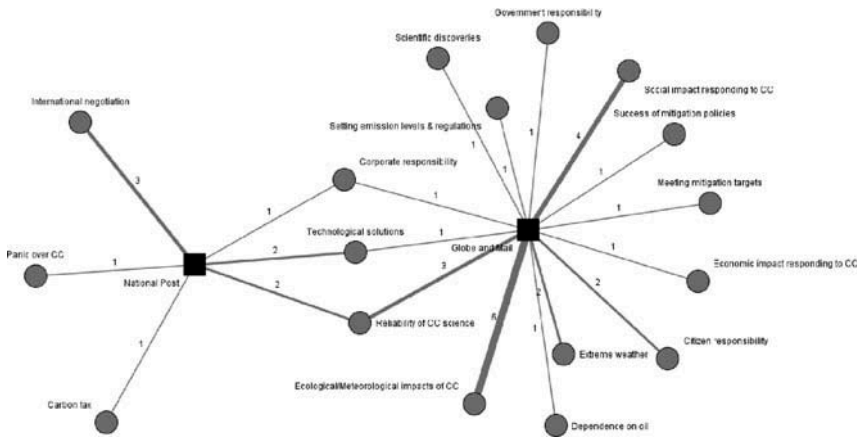 Government responsibility
Scientific discoveries
Social impact responding to CC
International negotiation
4
Success of mitigation policies
Setting emission levels & regulations
1
1
1
1
Corporate responsibility
1
3
1
Meeting mitigation targets
1
1
Technological solutions
1
1
Globe and Mail
Panic over CC
1
2
National Post
3
Economic impact responding to CC
2
2
2
6
1
Reliability of CC science
1
Citizen responsibility
Extreme weather
Ecological/Meteorological impacts of CC
Carbon tax
Dependence on oil